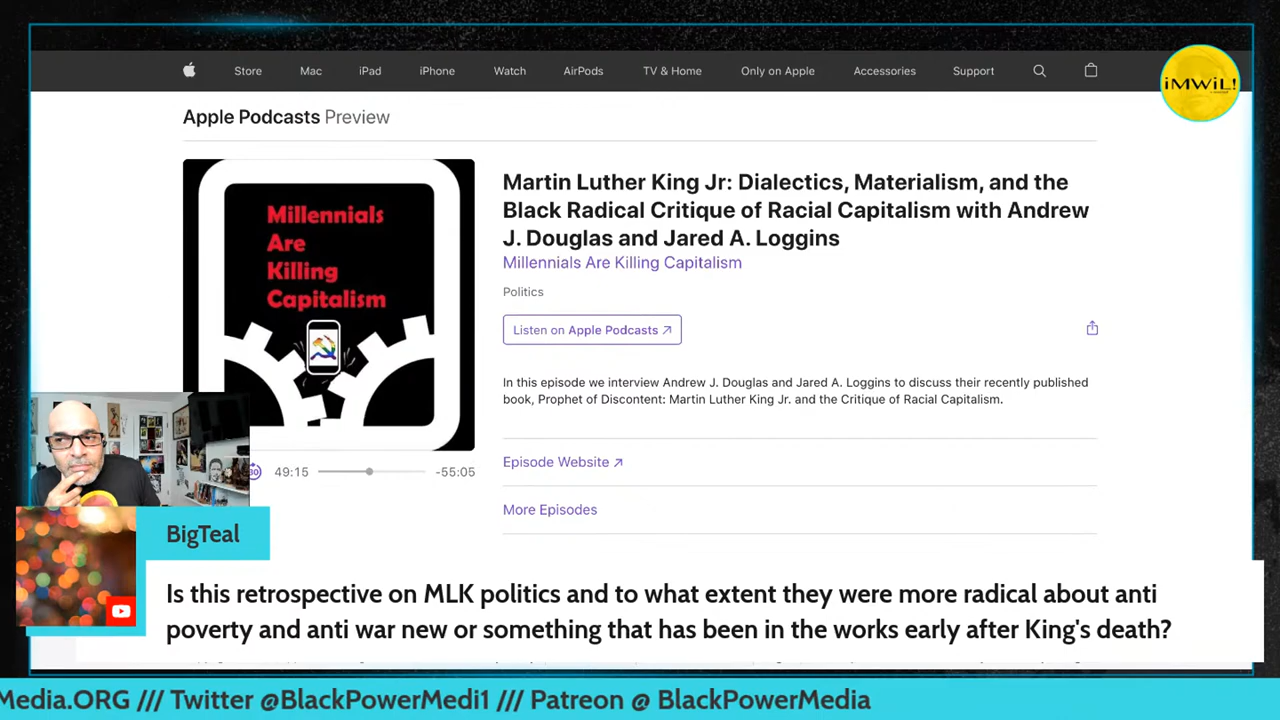 Store Mac iPad iPhone Watch AirPods TV & Home Only on Apple Accessories Support
iMWiL!
Apple Podcasts Preview
Millennials
Are
Killing
Capitalism
Martin Luther King Jr: Dialectics, Materialism, and the
Black Radical Critique of Racial Capitalism with Andrew
J. Douglas and Jared A. Loggins
Millennials Are Killing Capitalism
Politics
Listen on Apple Podcasts ↗
In this episode we interview Andrew J. Douglas and Jared A. Loggins to discuss their recently published
book, Prophet of Discontent: Martin Luther King Jr. and the Critique of Racial Capitalism.
30 49:15 -55:05
Episode Website ↗
More Episodes
BigTeal
Is this retrospective on MLK politics and to what extent they were more radical about anti
poverty and anti war new or something that has been in the works early after King's death?
Media.ORG /// Twitter @BlackPowerMedi1 /// Patreon @ BlackPowerMedia